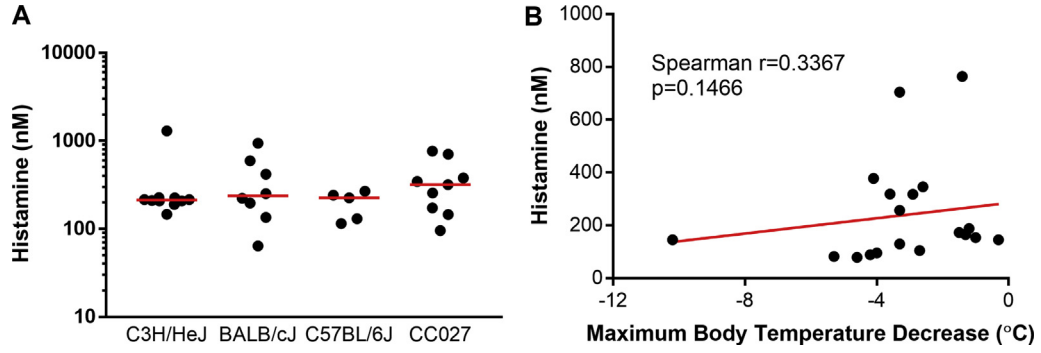 A
Histamine (nM)
10000
1000
100
10
C3H/HeJ BALB/cJ C57BL/6J CC027
B
Histamine (nM)
1000
800
600
400
200
0
Spearman r=0.3367
p=0.1466
-12 -8 -4 0
Maximum Body Temperature Decrease (°C)